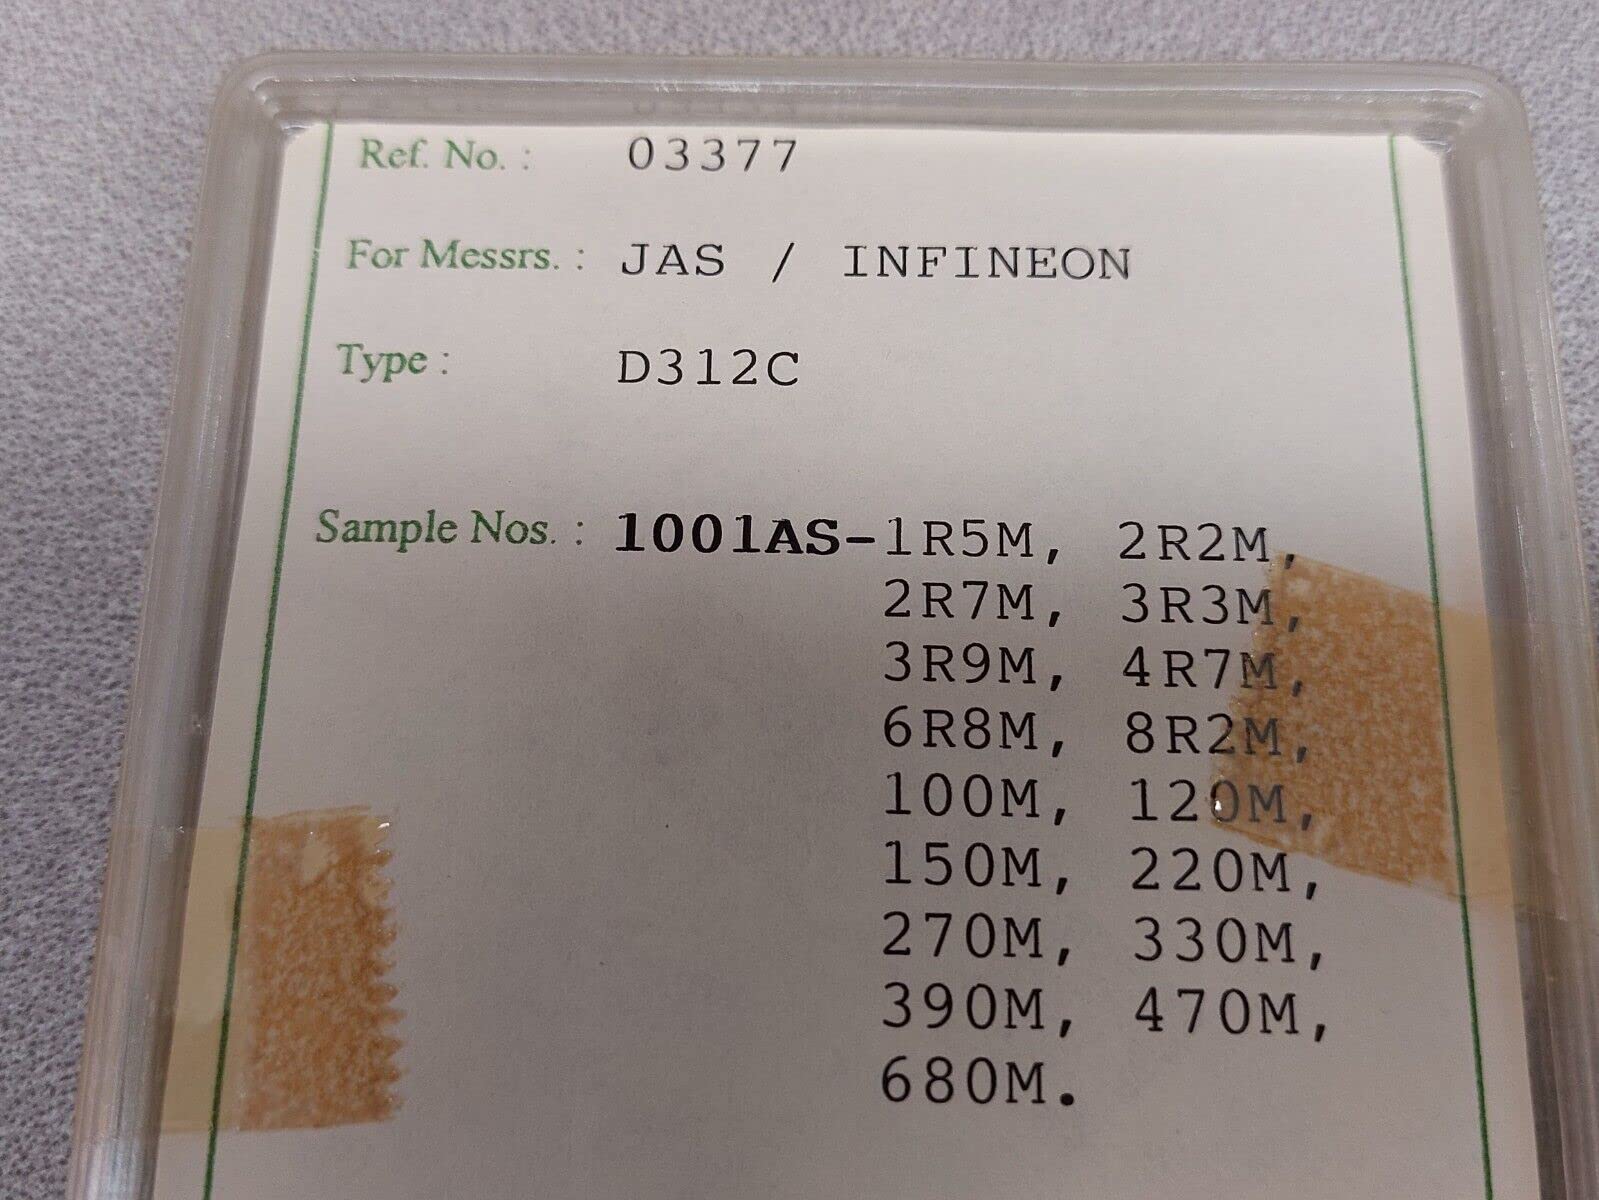 Ref. No. : 03377
For Messrs. : JAS / INFINEON
Type : D312C
Sample Nos. : 1001AS-1R5M, 2R2M,
2R7M, 3R3M,
3R9M, 4R7M,
6R8M, 8R2M,
100M, 120M,
150M, 220M,
270M, 330M,
390M, 470M,
680M.